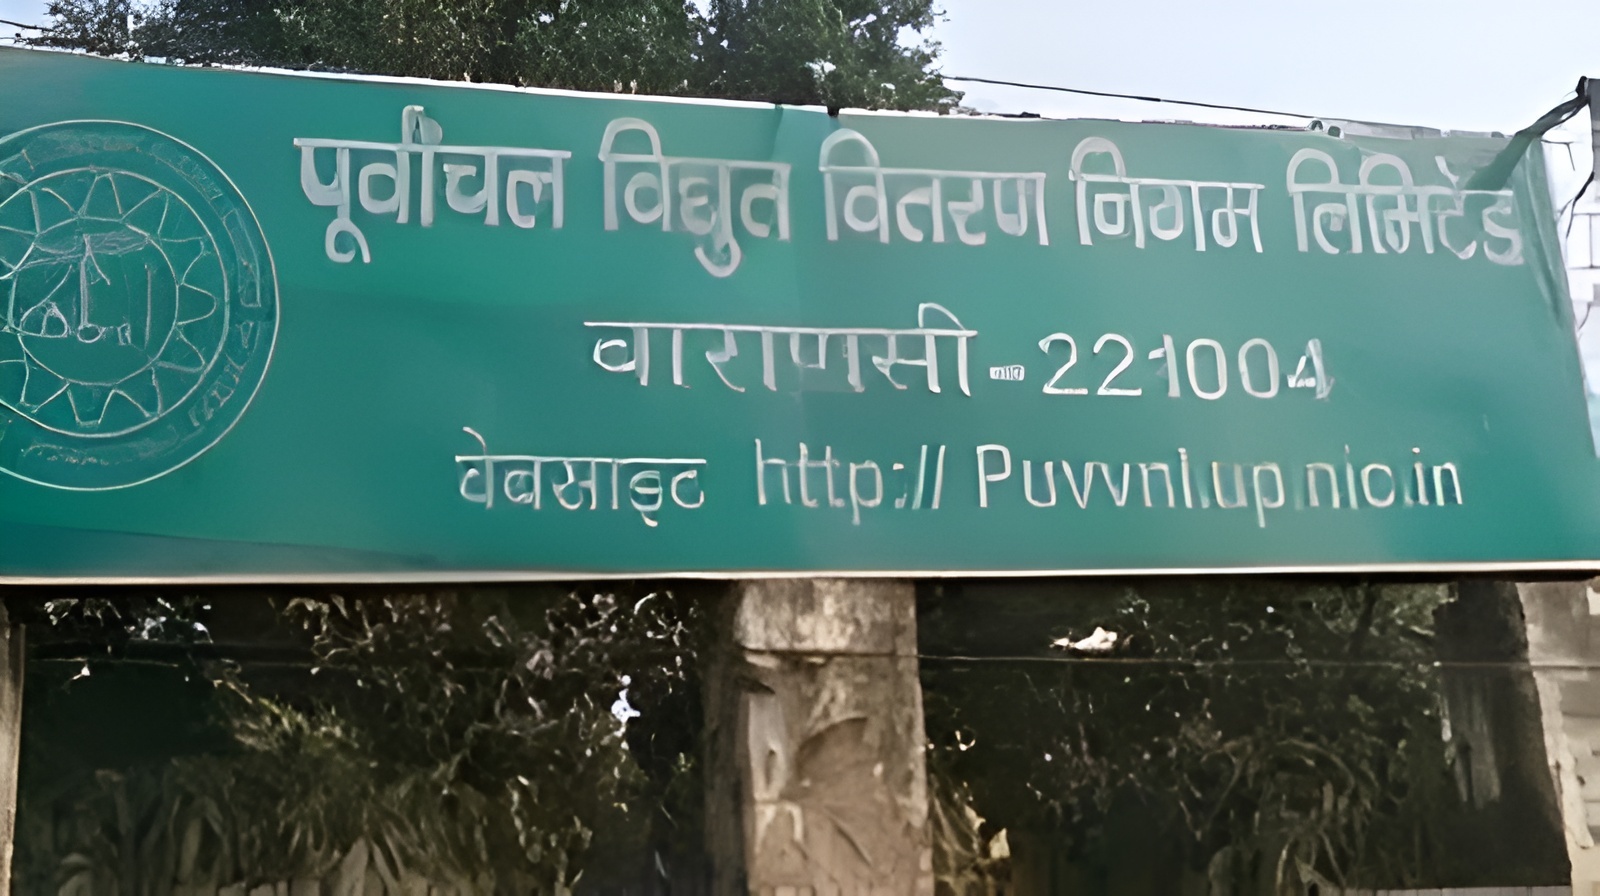 पूर्वांचल विद्युत वितरण निगम लिमिटेड
वाराणसी-221004
वेबसाइट http:// Puvvnl.up.nic.in